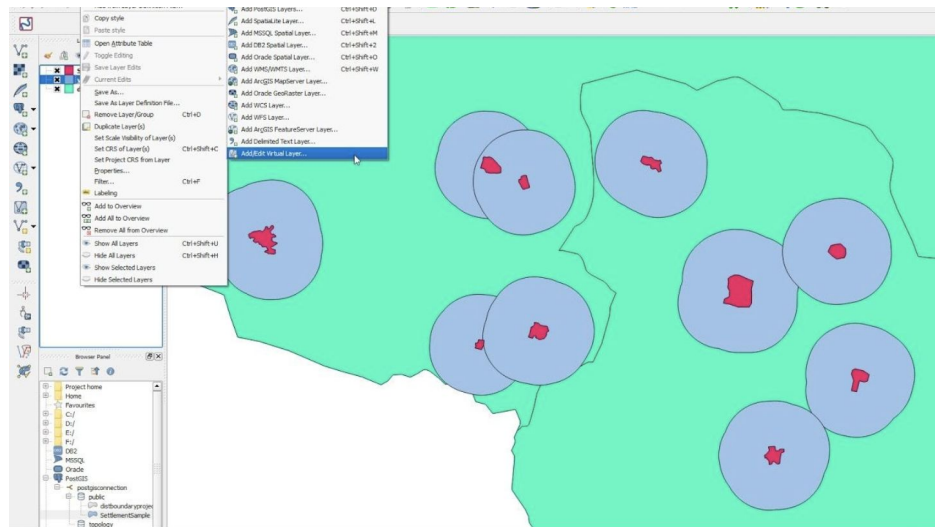 Copy style
Paste style
Open Attribute Table
Toggle Editing
Save Layer Edits
Current Edits
Save As...
Save As Layer Definition File...
Remove Layer/Group Ctrl+D
Duplicate Layer(s)
Set Scale Visibility of Layer(s)
Set CRS of Layer(s) Ctrl+Shift+C
Set Project CRS from Layer
Properties...
Filter... Ctrl+F
Labeling
Add to Overview
Add All to Overview
Remove All from Overview
Show All Layers Ctrl+Shift+U
Hide All Layers Ctrl+Shift+H
Show Selected Layers
Hide Selected Layers
Add PostGIS Layers... Ctrl+Shift+D
Add SpatiaLite Layer... Ctrl+Shift+L
Add MSSQL Spatial Layer... Ctrl+Shift+M
Add DB2 Spatial Layer... Ctrl+Shift+2
Add Oracle Spatial Layer... Ctrl+Shift+O
Add WMS/WMTS Layer... Ctrl+Shift+W
Add ArcGIS MapServer Layer...
Add Oracle GeoRaster Layer...
Add WCS Layer...
Add WFS Layer...
Add ArcGIS FeatureServer Layer...
Add Delimited Text Layer...
Add/Edit Virtual Layer...
Browser Panel
Project home
Home
Favourites
C:/
D:/
E:/
F:/
DB2
MSSQL
Oracle
PostGIS
postgisconnection
public
distboundaryprojec
SettlementSample
topology